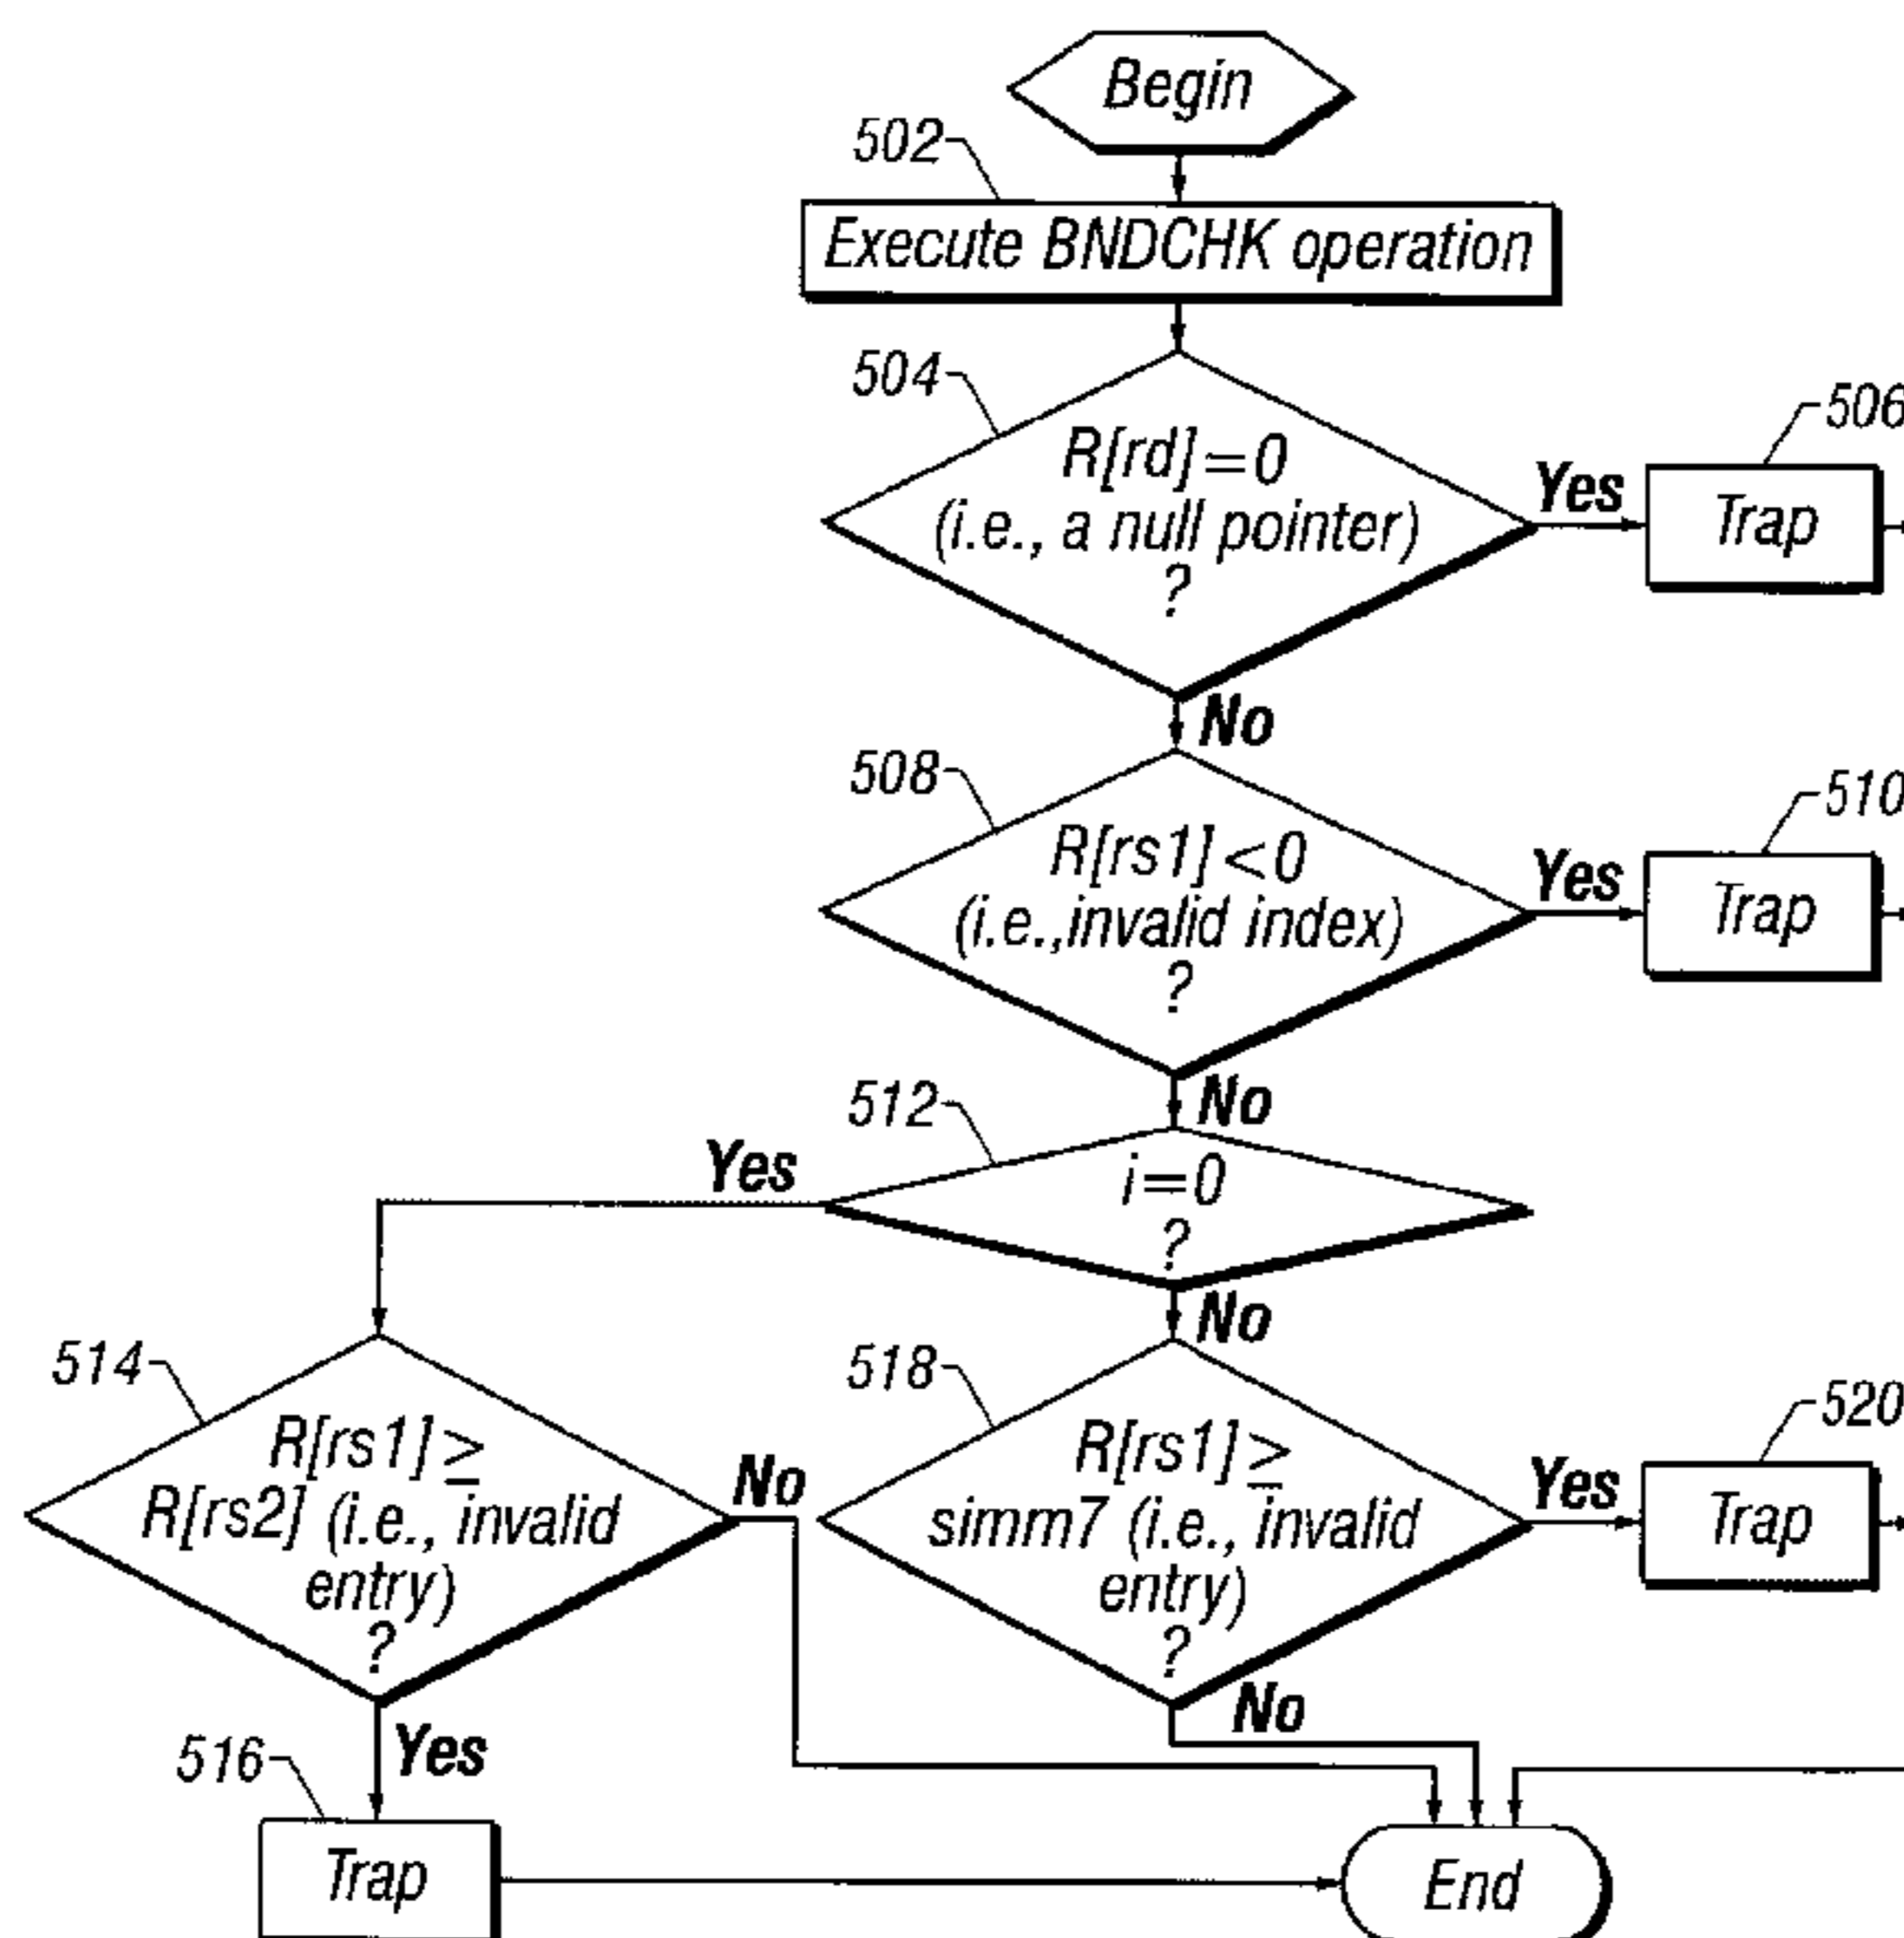 Begin
502
Execute BNDCHK operation
504
R[rd]=0
(i.e., a null pointer)
?
Yes
506
Trap
No
508
R[rs1]<0
(i.e.,invalid index)
?
Yes
510
Trap
No
512
i=0
?
Yes
No
514
R[rs1]≥
R[rs2] (i.e., invalid
entry)
?
No
518
R[rs1]≥
simm7 (i.e., invalid
entry)
?
Yes
520
Trap
No
Yes
516
Trap
End